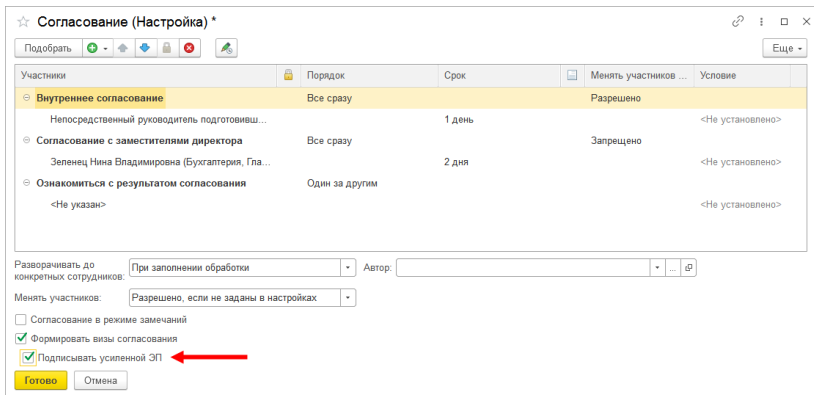 Согласование (Настройка) *
Подобрать Еще
Участники Порядок Срок Менять участников ... Условие
Внутреннее согласование Все сразу Разрешено
Непосредственный руководитель подготовивш... 1 день <Не установлено>
Согласование с заместителями директора Все сразу Запрещено
Зеленец Нина Владимировна (Бухгалтерия, Гла... 2 дня <Не установлено>
Ознакомиться с результатом согласования Один за другим
<Не указан> <Не установлено>
Разворачивать до
конкретных сотрудников: При заполнении обработки Автор: ...
Менять участников: Разрешено, если не заданы в настройках
Согласование в режиме замечаний
Формировать визы согласования
Подписывать усиленной ЭП
Готово Отмена